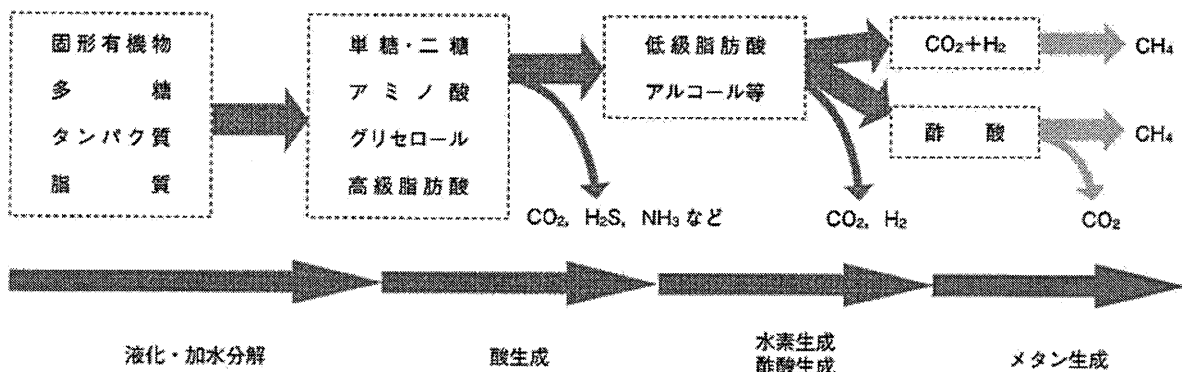 固形有機物
多糖
タンパク質
脂質
単糖・二糖
アミノ酸
グリセロール
高級脂肪酸
CO₂, H₂S, NH₃ など
低級脂肪酸
アルコール等
CO₂, H₂
CO₂+H₂
CH₄
酢酸
CH₄
CO₂
液化・加水分解
酸生成
水素生成
酢酸生成
メタン生成